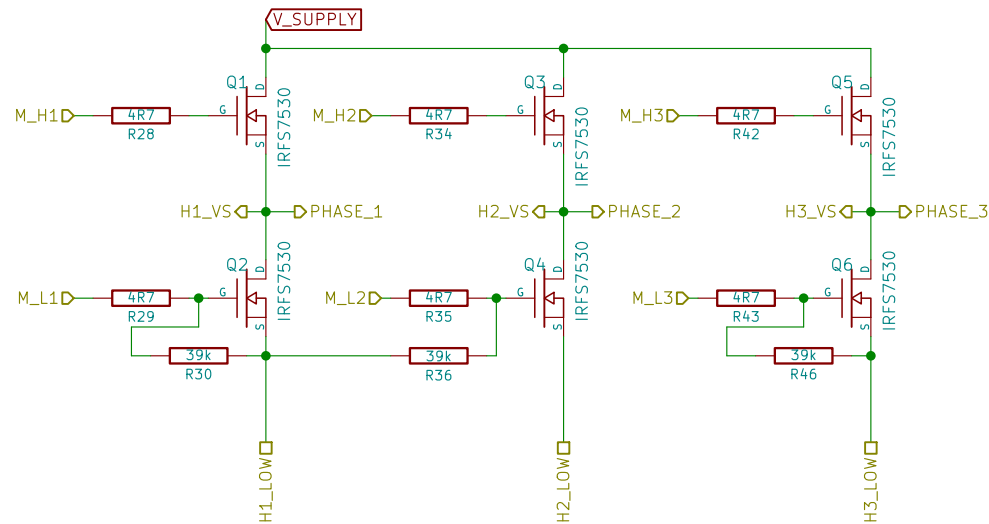 V_SUPPLY
Q1
D
G
S
IRFS7530
M_H1
4R7
R28
Q3
D
G
S
IRFS7530
M_H2
4R7
R34
Q5
D
G
S
IRFS7530
M_H3
4R7
R42
H1_VS
PHASE_1
H2_VS
PHASE_2
H3_VS
PHASE_3
Q2
D
G
S
IRFS7530
M_L1
4R7
R29
39k
R30
Q4
D
G
S
IRFS7530
M_L2
4R7
R35
39k
R36
Q6
D
G
S
IRFS7530
M_L3
4R7
R43
39k
R46
H1_LOW
H2_LOW
H3_LOW